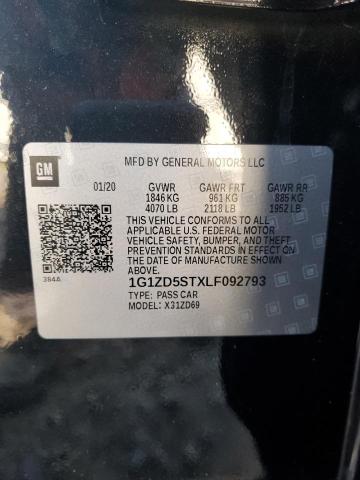 GM
MFD BY GENERAL MOTORS LLC
01/20 GVWR GAWR FRT GAWR RR
1846 KG 961 KG 885 KG
4070 LB 2118 LB 1952 LB
THIS VEHICLE CONFORMS TO ALL
APPLICABLE U.S. FEDERAL MOTOR
VEHICLE SAFETY, BUMPER, AND THEFT
PREVENTION STANDARDS IN EFFECT
ON THE DATE OF MANUFACTURE SHOWN
ABOVE.
384A
1G1ZD5STXLF092793
TYPE: PASS CAR
MODEL: X31ZD69